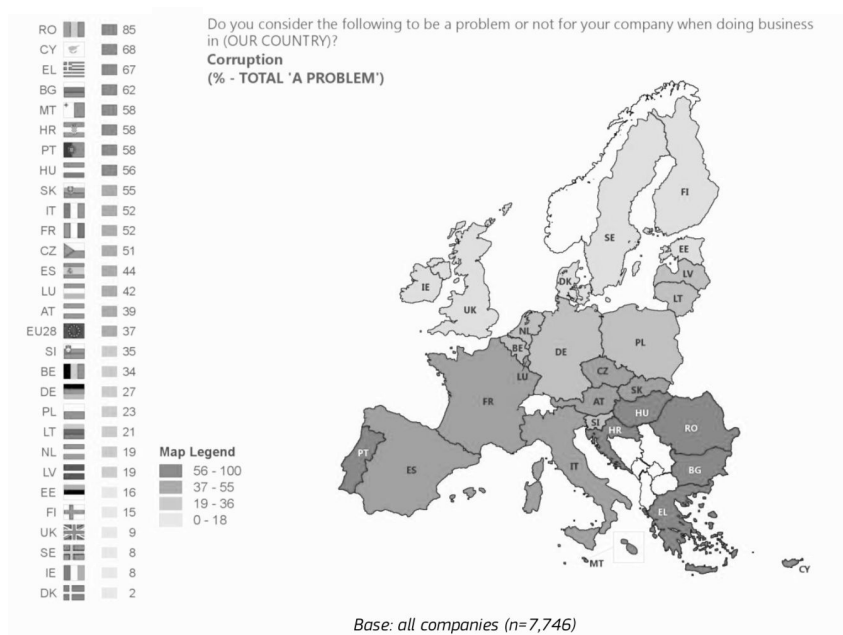 Do you consider the following to be a problem or not for your company when doing business
in (OUR COUNTRY)?
Corruption
(% - TOTAL 'A PROBLEM')
RO 85
CY 68
EL 67
BG 62
MT 58
HR 58
PT 58
HU 56
SK 55
IT 52
FR 52
CZ 51
ES 44
LU 42
AT 39
EU28 37
SI 35
BE 34
DE 27
PL 23
LT 21
NL 19
LV 19
EE 16
FI 15
UK 9
SE 8
IE 8
DK 2
Map Legend
56 - 100
37 - 55
19 - 36
0 - 18
FI
SE
EE
LV
LT
DK
IE
UK
NL
BE
DE
PL
LU
CZ
SK
FR
AT
HU
SI
HR
RO
PT
ES
IT
BG
EL
MT
CY
Base: all companies (n=7,746)